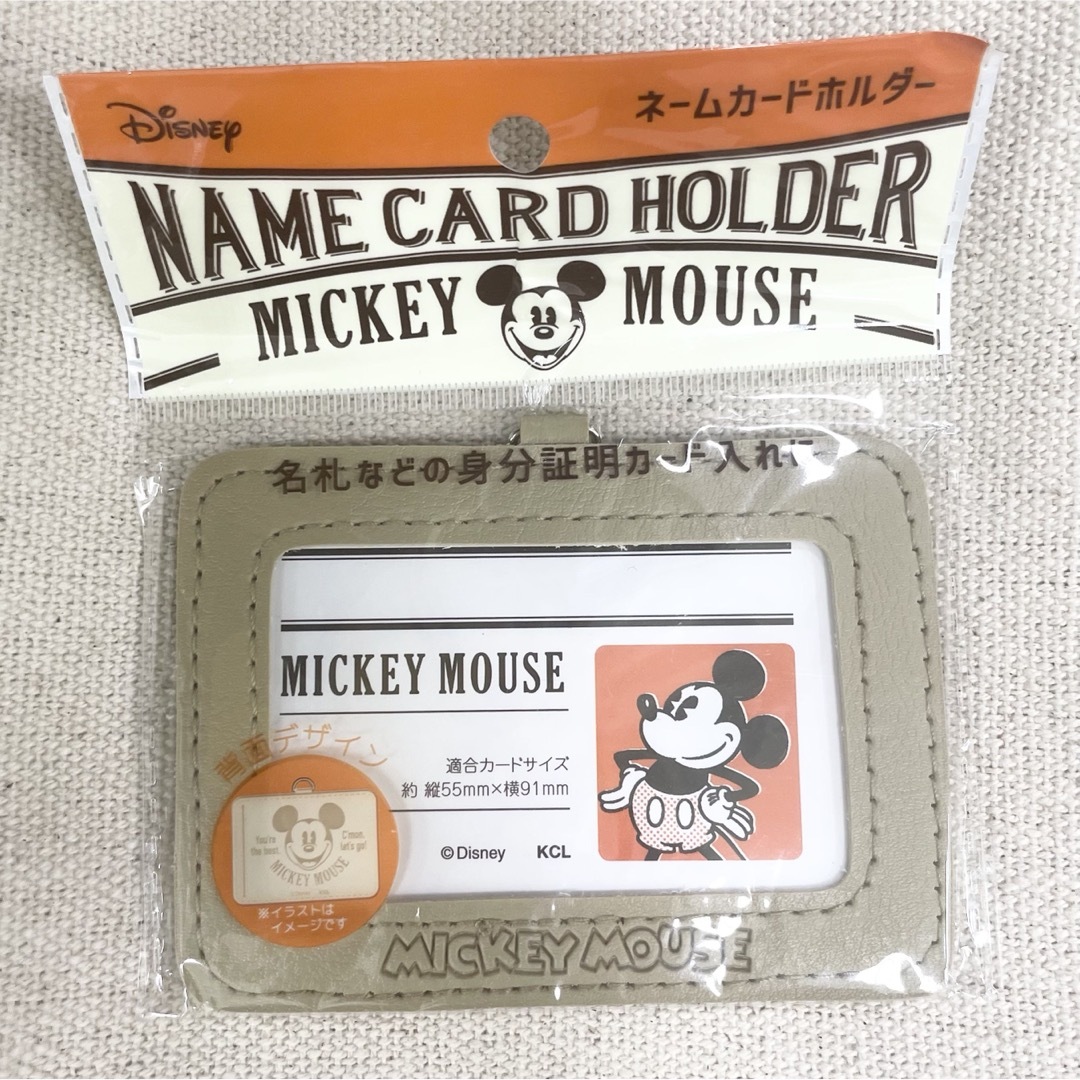 Disney
ネームカードホルダー
NAME CARD HOLDER
MICKEY MOUSE
名札などの身分証明カード入れに
MICKEY MOUSE
適合カードサイズ
約 縦55mm×横91mm
©Disney KCL
背面デザイン
You're the best.
C'mon, let's go!
MICKEY MOUSE
※イラストは
イメージです
MICKEY MOUSE